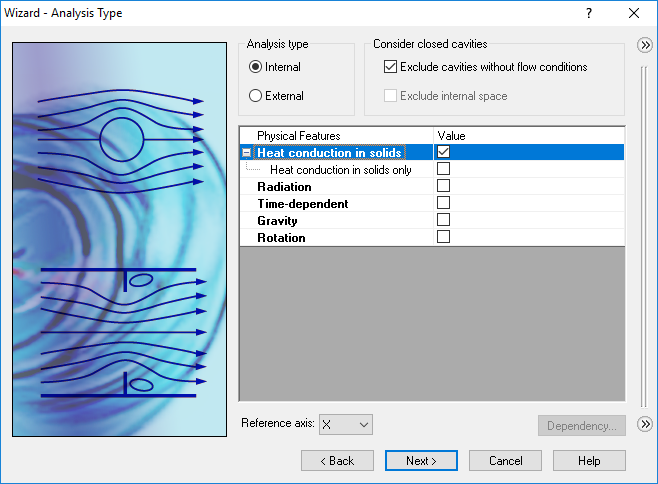 Wizard - Analysis Type
Analysis type
Internal
External
Consider closed cavities
Exclude cavities without flow conditions
Exclude internal space
Physical Features Value
Heat conduction in solids
Heat conduction in solids only
Radiation
Time-dependent
Gravity
Rotation
Reference axis: X
Dependency...
< Back Next > Cancel Help